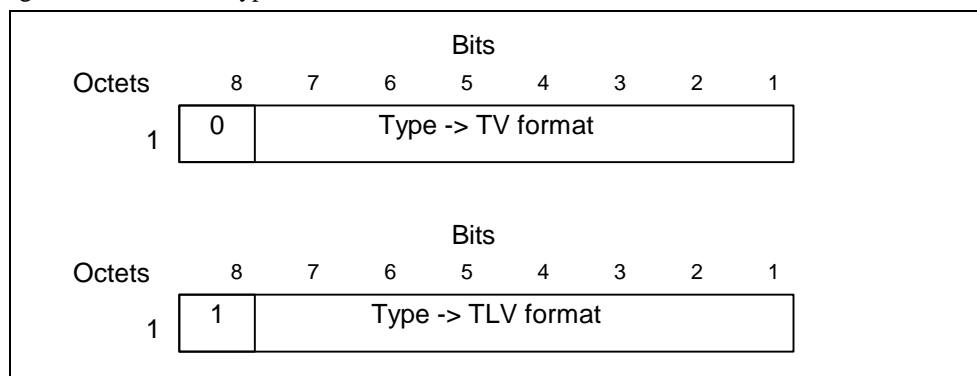 Bits
Octets 8 7 6 5 4 3 2 1
1 0 Type -> TV format
Bits
Octets 8 7 6 5 4 3 2 1
1 1 Type -> TLV format